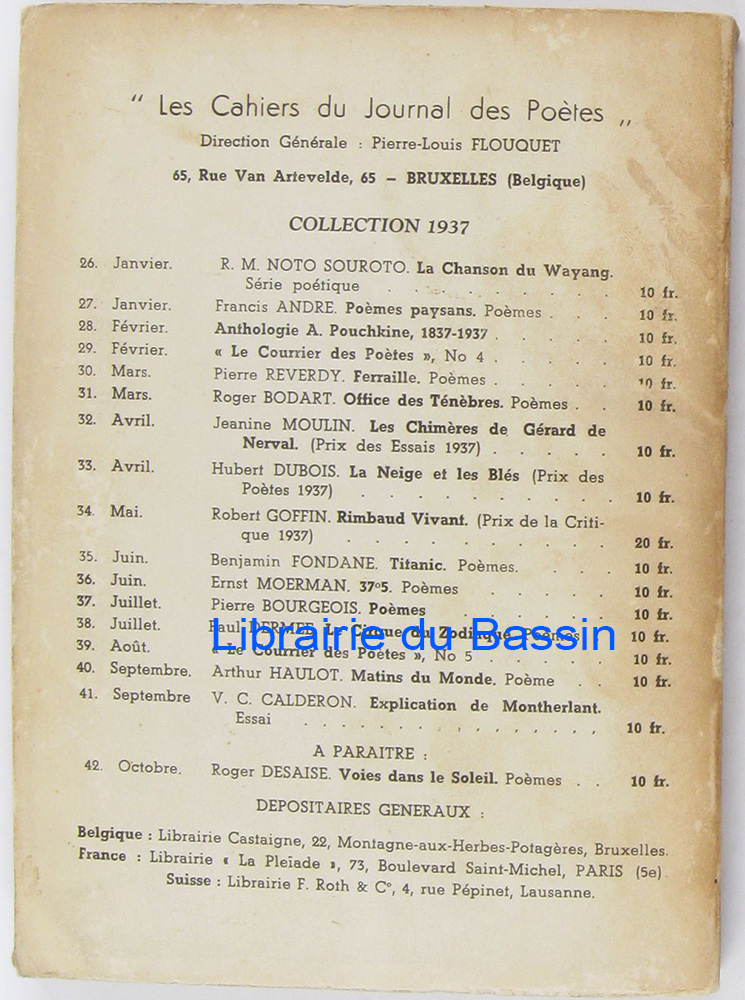 “ Les Cahiers du Journal des Poètes „
Direction Générale : Pierre-Louis FLOUQUET
65, Rue Van Artevelde, 65 – BRUXELLES (Belgique)
COLLECTION 1937
26. Janvier. R. M. NOTO SOUROTO. La Chanson du Wayang.
Série poétique . . . . . . . . 10 fr.
27. Janvier. Francis ANDRE. Poèmes paysans. Poèmes . . . 10 fr.
28. Février. Anthologie A. Pouchkine, 1837-1937 . . . . . 10 fr.
29. Février. « Le Courrier des Poètes », No 4 . . . . . 10 fr.
30. Mars. Pierre REVERDY. Ferraille. Poèmes . . . . . 10 fr.
31. Mars. Roger BODART. Office des Ténèbres. Poèmes . . 10 fr.
32. Avril. Jeanine MOULIN. Les Chimères de Gérard de
Nerval. (Prix des Essais 1937) . . . . . 10 fr.
33. Avril. Hubert DUBOIS. La Neige et les Blés (Prix des
Poètes 1937) . . . . . . . . . . 10 fr.
34. Mai. Robert GOFFIN. Rimbaud Vivant. (Prix de la Criti-
que 1937) . . . . . . . . . . 20 fr.
35. Juin. Benjamin FONDANE. Titanic. Poèmes. . . . 10 fr.
36. Juin. Ernst MOERMAN. 37°5. Poèmes . . . . . 10 fr.
37. Juillet. Pierre BOURGEOIS. Poèmes . . . . . . 10 fr.
38. Juillet. Paul DERMEE. Le Cirque du Zodiaque. Poèmes . 10 fr.
Librairie du Bassin
39. Août. « Le Courrier des Poètes », No 5 . . . . . 10 fr.
40. Septembre. Arthur HAULOT. Matins du Monde. Poème . . 10 fr.
41. Septembre V. C. CALDERON. Explication de Montherlant.
Essai . . . . . . . . . . . . 10 fr.
A PARAITRE :
42. Octobre. Roger DESAISE. Voies dans le Soleil. Poèmes . . 10 fr.
DEPOSITAIRES GENERAUX :
Belgique : Librairie Castaigne, 22, Montagne-aux-Herbes-Potagères, Bruxelles.
France : Librairie « La Pleïade », 73, Boulevard Saint-Michel, PARIS (5e)
Suisse : Librairie F. Roth & C°, 4, rue Pépinet, Lausanne.